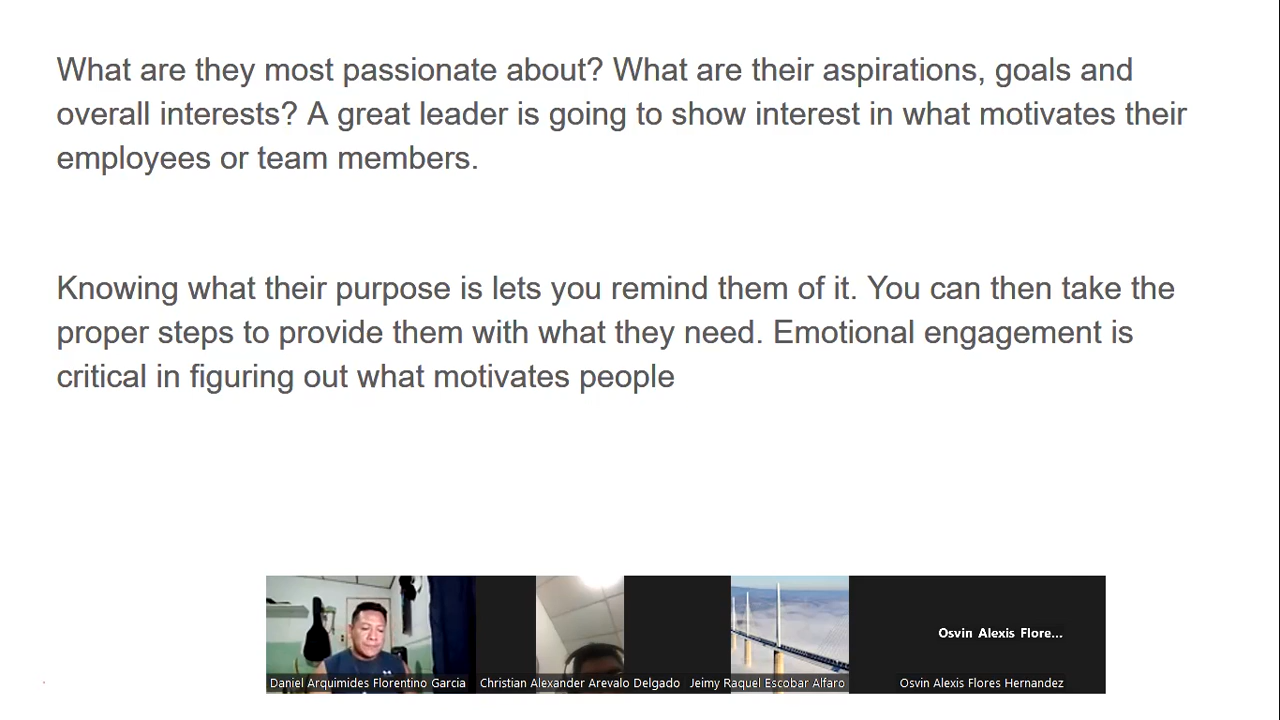 What are they most passionate about? What are their aspirations, goals and
overall interests? A great leader is going to show interest in what motivates their
employees or team members.
Knowing what their purpose is lets you remind them of it. You can then take the
proper steps to provide them with what they need. Emotional engagement is
critical in figuring out what motivates people
Osvin Alexis Flore...
Daniel Arquimides Florentino Garcia
Christian Alexander Arevalo Delgado
Jeimy Raquel Escobar Alfaro
Osvin Alexis Flores Hernandez